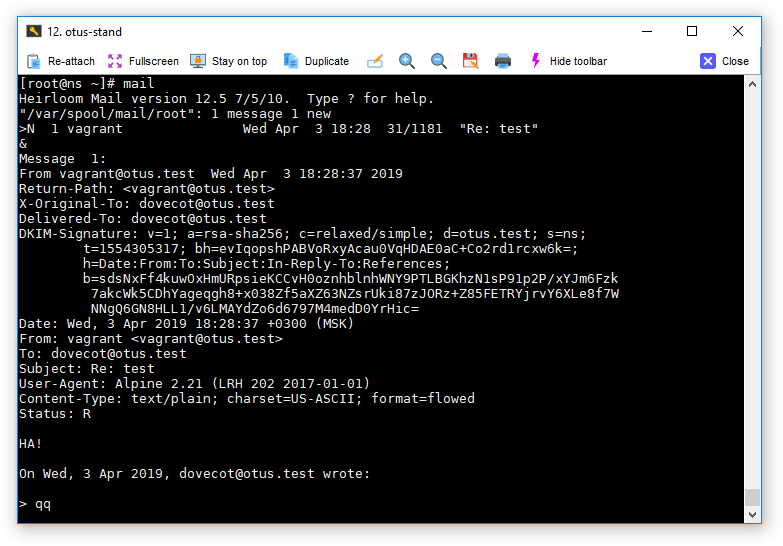 12. otus-stand
Re-attach Fullscreen Stay on top Duplicate Hide toolbar Close
[root@ns ~]# mail
Heirloom Mail version 12.5 7/5/10.  Type ? for help.
"/var/spool/mail/root": 1 message 1 new
>N  1 vagrant               Wed Apr  3 18:28  31/1181  "Re: test"
&
Message  1:
From vagrant@otus.test  Wed Apr  3 18:28:37 2019
Return-Path: <vagrant@otus.test>
X-Original-To: dovecot@otus.test
Delivered-To: dovecot@otus.test
DKIM-Signature: v=1; a=rsa-sha256; c=relaxed/simple; d=otus.test; s=ns;
        t=1554305317; bh=evIqopshPABVoRxyAcau0VqHDAE0aC+Co2rd1rcxw6k=;
        h=Date:From:To:Subject:In-Reply-To:References;
        b=sdsNxFf4kuwOxHmURpsieKCCvH0oznhblnhWNY9PTLBGKhzN1sP91p2P/xYJm6Fzk
         7akcWk5CDhYageqgh8+x038Zf5aXZ63NZsrUki87zJORz+Z85FETRYjrvY6XLe8f7W
         NNgQ6GN8HLL1/v6LMAYdZo6d6797M4medD0YrHic=
Date: Wed, 3 Apr 2019 18:28:37 +0300 (MSK)
From: vagrant <vagrant@otus.test>
To: dovecot@otus.test
Subject: Re: test
User-Agent: Alpine 2.21 (LRH 202 2017-01-01)
Content-Type: text/plain; charset=US-ASCII; format=flowed
Status: R

HA!

On Wed, 3 Apr 2019, dovecot@otus.test wrote:

> qq